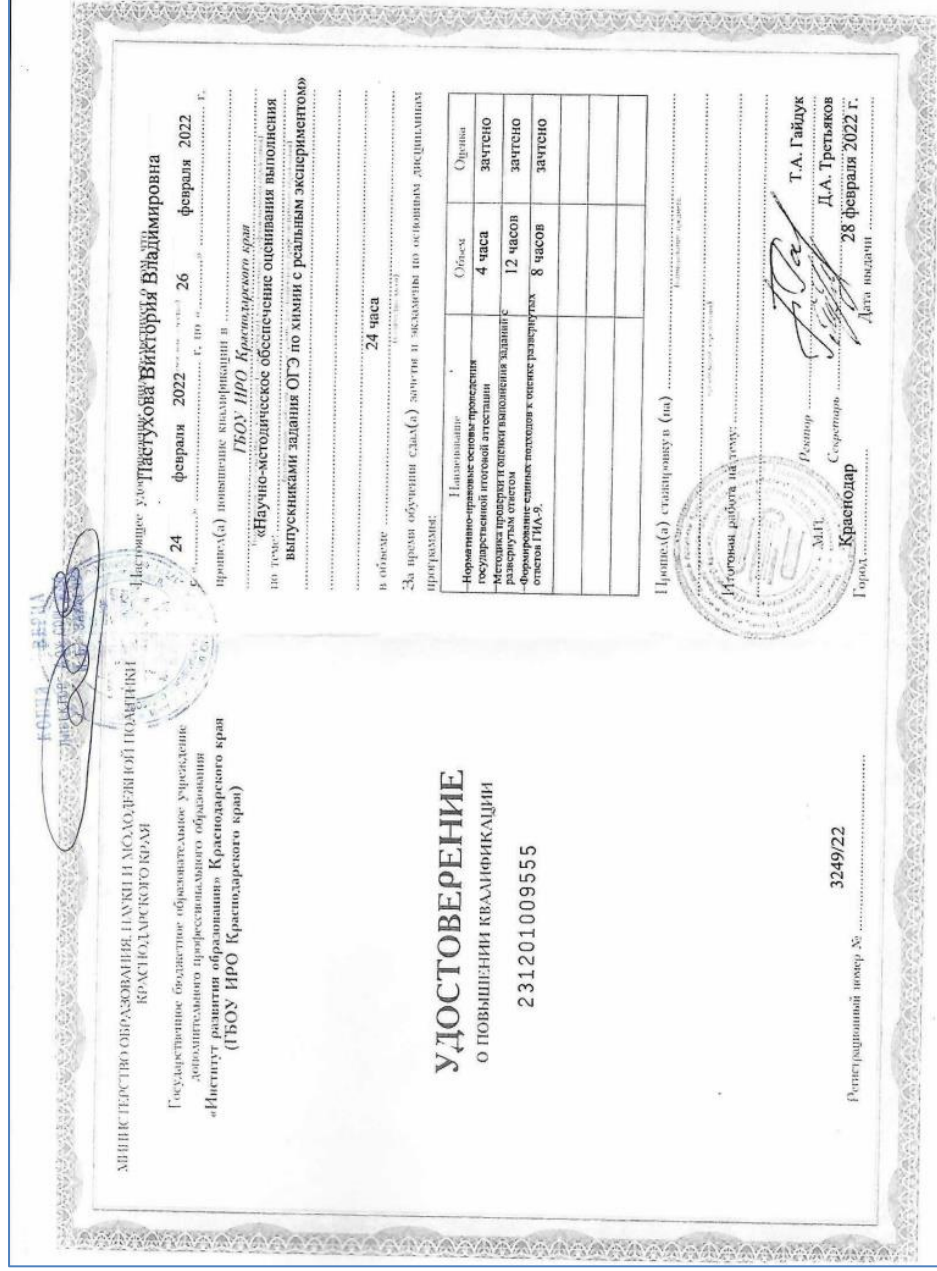 КОПИЯ ВЕРНА
МИНИСТЕРСТВО ОБРАЗОВАНИЯ, НАУКИ И МОЛОДЕЖНОЙ ПОЛИТИКИ
КРАСНОДАРСКОГО КРАЯ
Государственное бюджетное образовательное учреждение
дополнительного профессионального образования
«Институт развития образования» Краснодарского края
(ГБОУ ИРО Краснодарского края)
УДОСТОВЕРЕНИЕ
О ПОВЫШЕНИИ КВАЛИФИКАЦИИ
231201009555
3249/22
Регистрационный номер №
Настоящее Пастухова Виктория Владимировна
24 февраля 2022 г. по 26 февраля 2022 г.
прошел(а) повышение квалификации в
ГБОУ ИРО Краснодарского края
по теме: «Научно-методическое обеспечение оценивания выполнения
выпускниками задания ОГЭ по химии с реальным экспериментом»
24 часа
в объеме
За время обучения сдал(а) зачеты и экзамены по основным дисциплинам
программы:
Наименование Объем Оценка
Нормативно-правовые основы проведения государственной итоговой аттестации 4 часа зачтено
Методика проверки и оценки выполнения заданий с развернутым ответом 12 часов зачтено
Формирование единых подходов к оценке развернутых ответов ГИА-9. 8 часов зачтено
Прошел(а) стажировку в (на)
Итоговая работа на тему:
М.П. Ректор Т.А. Гайдук
Секретарь Д.А. Третьяков
Город Краснодар Дата выдачи 28 февраля 2022 г.